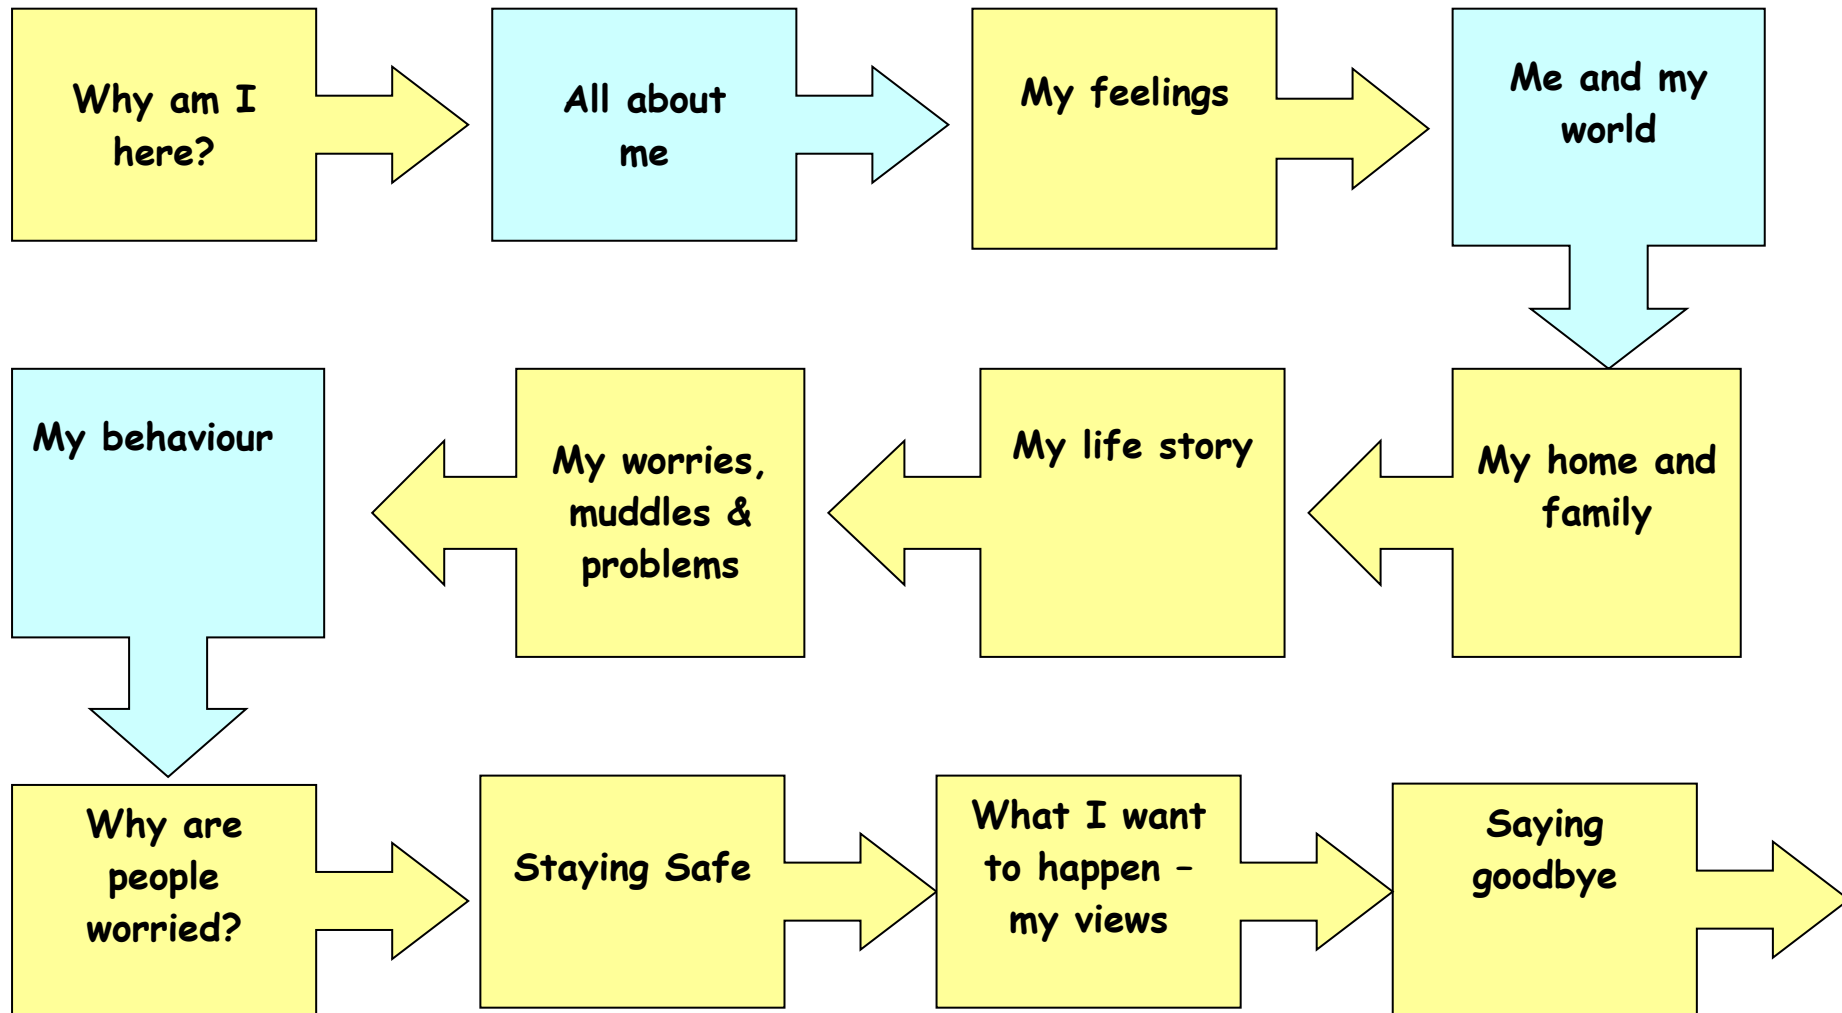 Why am I
here?
All about
me
My feelings
Me and my
world
My home and
family
My life story
My worries,
muddles &
problems
My behaviour
Why are
people
worried?
Staying Safe
What I want
to happen –
my views
Saying
goodbye